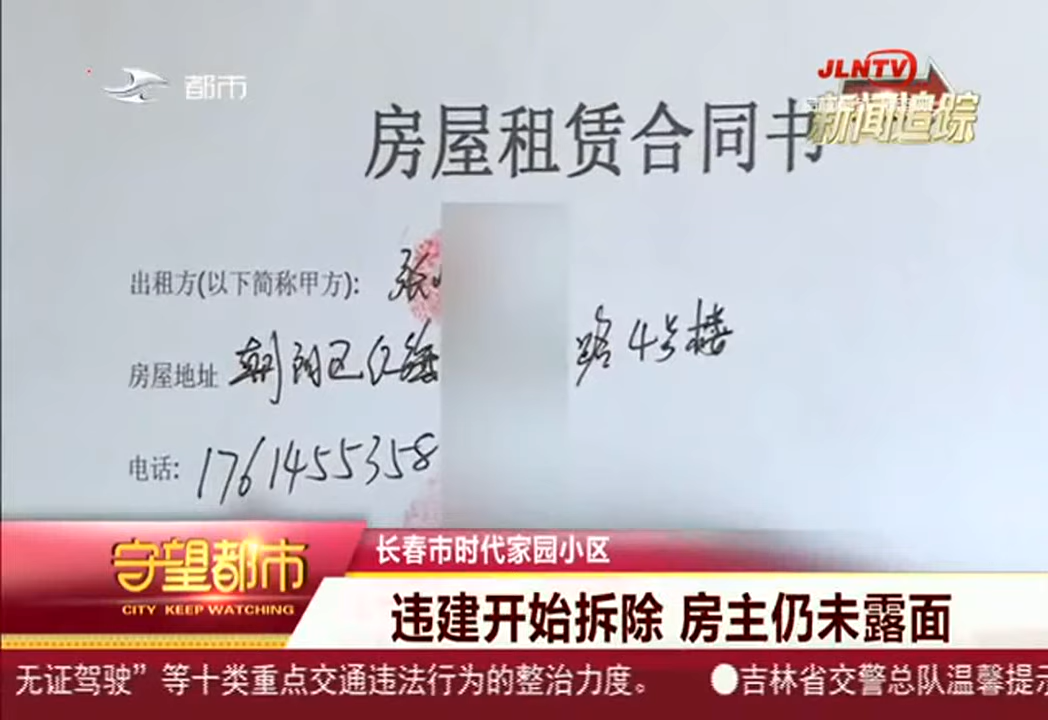 都市
JLNTV
新闻追踪
房屋租赁合同书
出租方(以下简称甲方): 张
房屋地址 朝阳区仁海 路4号楼
电话: 1761455358
守望都市
CITY KEEP WATCHING
长春市时代家园小区
违建开始拆除 房主仍未露面
无证驾驶”等十类重点交通违法行为的整治力度。 ●吉林省交警总队温馨提示